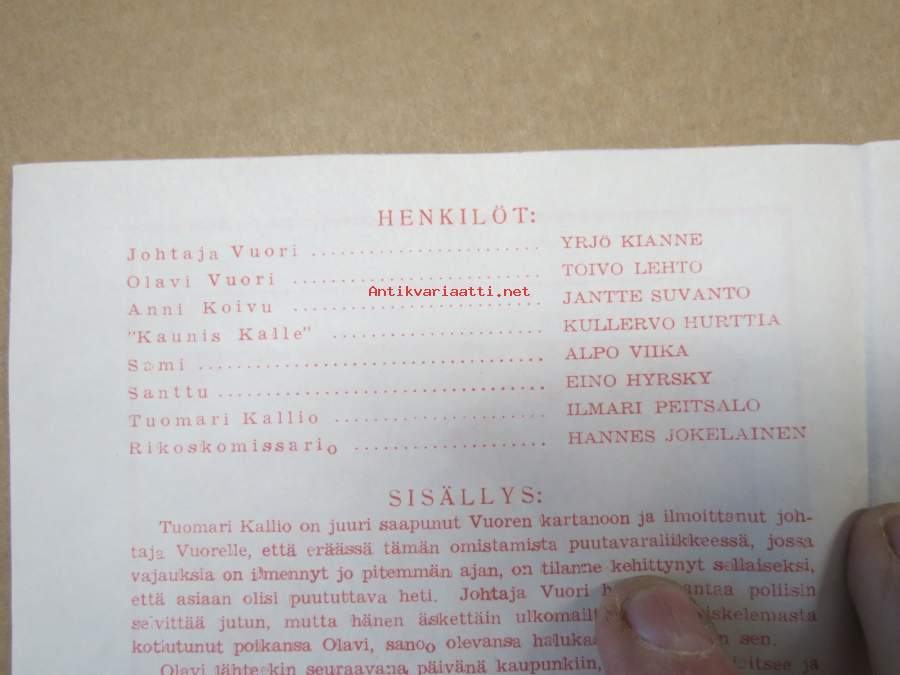 HENKILÖT:
Johtaja Vuori .......................... YRJÖ KIANNE
Olavi Vuori ............................ TOIVO LEHTO
Antikvariaatti.net
Anni Koivu ............................ JANTTE SUVANTO
"Kaunis Kalle" ....................... KULLERVO HURTTIA
Sami .................................... ALPO VIIKA
Santtu .................................. EINO HYRSKY
Tuomari Kallio ....................... ILMARI PEITSALO
Rikoskomissario .................... HANNES JOKELAINEN
SISÄLLYS:
Tuomari Kallio on juuri saapunut Vuoren kartanoon ja ilmoittanut joh-
taja Vuorelle, että eräässä tämän omistamista puutavaraliikkeessä, jossa
vajauksia on ilmennyt jo pitemmän ajan, on tilanne kehittynyt sellaiseksi,
että asiaan olisi puututtava heti. Johtaja Vuori antaa poliisin
selvittää jutun, mutta hänen äskettäin
kotiutunut poikansa Olavi, sanoo olevansa sen.
Olavi lähteekin seuraavana päivänä kaupunkiin, ja